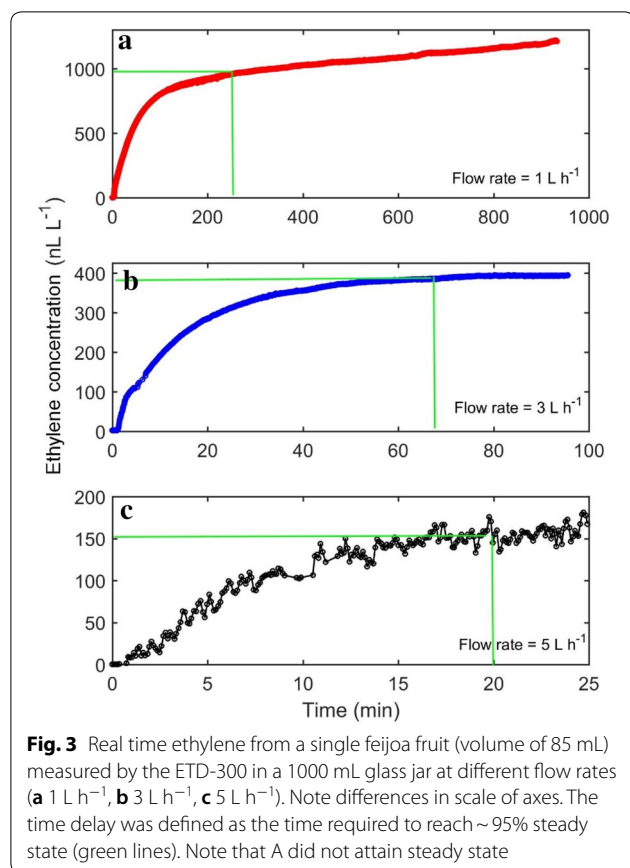 a
1000
500
0
0 200 400 600 800 1000
Flow rate = 1 L h⁻¹
b
400
300
200
100
0
0 20 40 60 80 100
Flow rate = 3 L h⁻¹
Ethylene concentration (nL L⁻¹)
c
200
150
100
50
0
0 5 10 15 20 25
Flow rate = 5 L h⁻¹
Time (min)
Fig. 3 Real time ethylene from a single feijoa fruit (volume of 85 mL)
measured by the ETD-300 in a 1000 mL glass jar at different flow rates
(a 1 L h⁻¹, b 3 L h⁻¹, c 5 L h⁻¹). Note differences in scale of axes. The
time delay was defined as the time required to reach ~ 95% steady
state (green lines). Note that A did not attain steady state